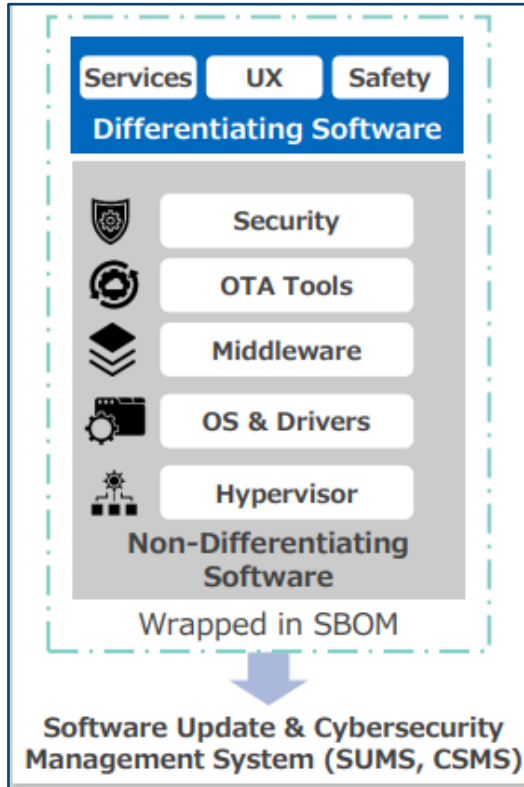 Services UX Safety
Differentiating Software
Security
OTA Tools
Middleware
OS & Drivers
Hypervisor
Non-Differentiating
Software
Wrapped in SBOM
Software Update & Cybersecurity
Management System (SUMS, CSMS)